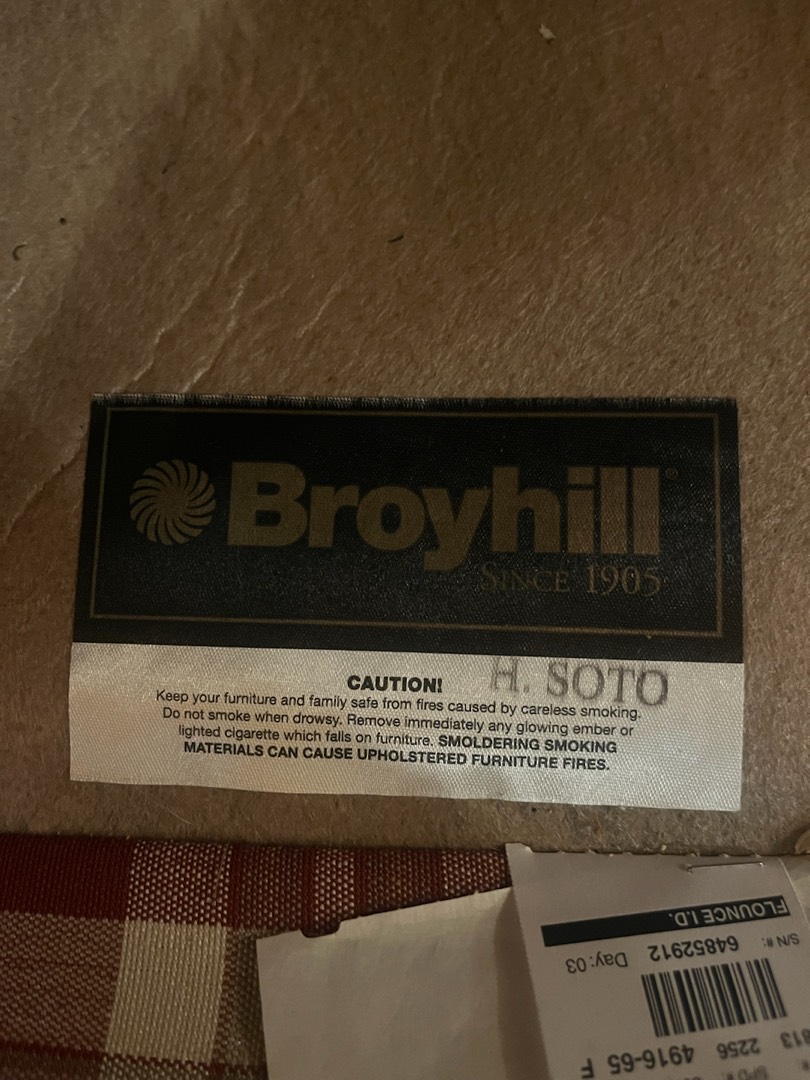 Broyhill®
SINCE 1905
H. SOTO
CAUTION!
Keep your furniture and family safe from fires caused by careless smoking.
Do not smoke when drowsy. Remove immediately any glowing ember or
lighted cigarette which falls on furniture. SMOLDERING SMOKING
MATERIALS CAN CAUSE UPHOLSTERED FURNITURE FIRES.
FLOUNCE I.D.
S/N #: 64852912 Day: 03
813 2256 4916-65 F